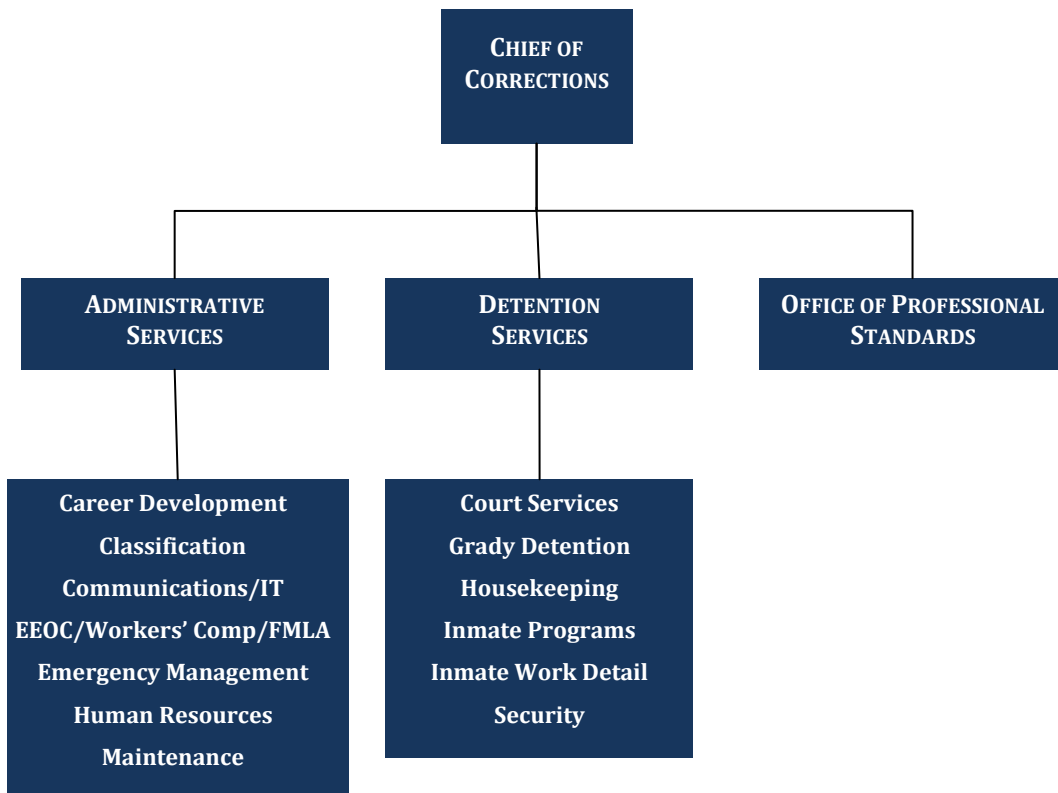 CHIEF OF
CORRECTIONS
ADMINISTRATIVE
SERVICES
DETENTION
SERVICES
OFFICE OF PROFESSIONAL
STANDARDS
Career Development
Classification
Communications/IT
EEOC/Workers’ Comp/FMLA
Emergency Management
Human Resources
Maintenance
Court Services
Grady Detention
Housekeeping
Inmate Programs
Inmate Work Detail
Security